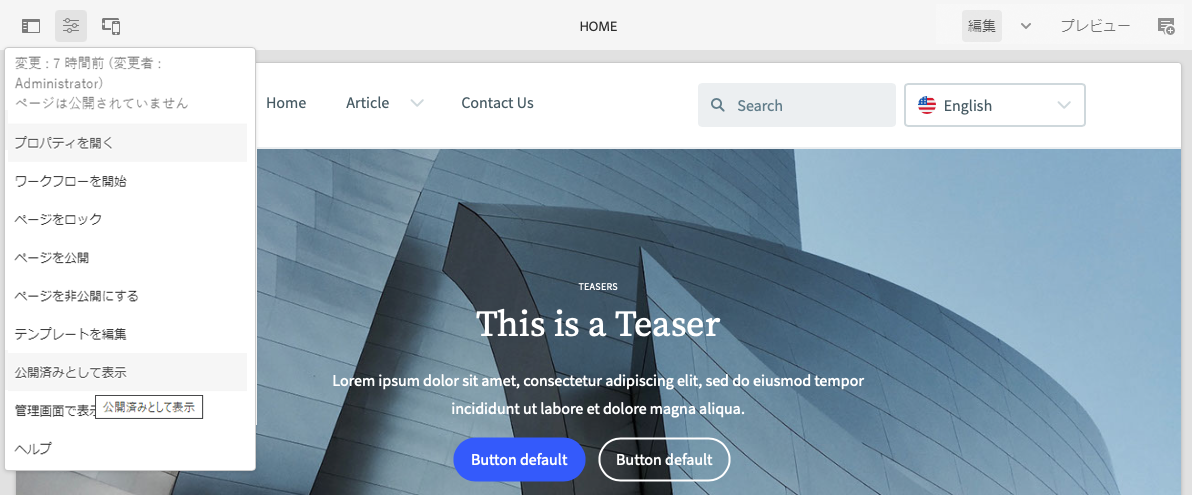 HOME
編集
プレビュー
変更 : 7 時間前 (変更者 :
Administrator)
ページは公開されていません
プロパティを開く
ワークフローを開始
ページをロック
ページを公開
ページを非公開にする
テンプレートを編集
公開済みとして表示
管理画面で表示
公開済みとして表示
ヘルプ
Home
Article
Contact Us
Search
English
TEASERS
This is a Teaser
Lorem ipsum dolor sit amet, consectetur adipiscing elit, sed do eiusmod tempor
incididunt ut labore et dolore magna aliqua.
Button default
Button default